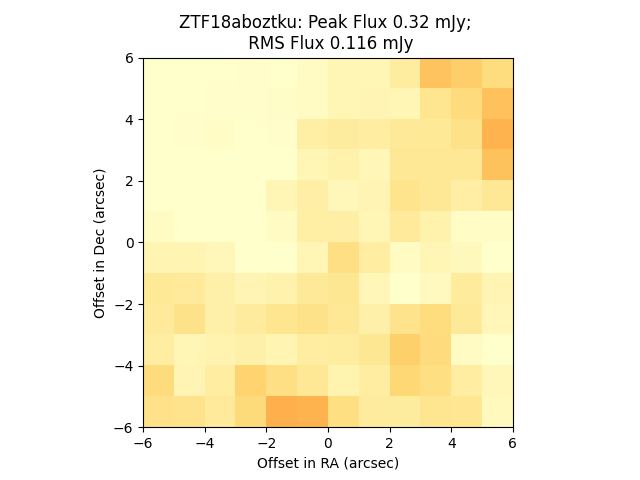 ZTF18aboztku: Peak Flux 0.32 mJy;
RMS Flux 0.116 mJy
6
4
2
0
−2
−4
−6
Offset in Dec (arcsec)
−6 −4 −2 0 2 4 6
Offset in RA (arcsec)